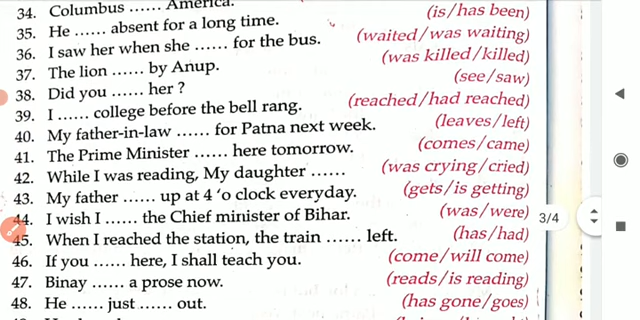 34. Columbus ...... America.
35. He ...... absent for a long time. (is/has been)
36. I saw her when she ...... for the bus. (waited/was waiting)
37. The lion ...... by Anup. (was killed/killed)
38. Did you ...... her ? (see/saw)
39. I ...... college before the bell rang. (reached/had reached)
40. My father-in-law ...... for Patna next week. (leaves/left)
41. The Prime Minister ...... here tomorrow. (comes/came)
42. While I was reading, My daughter ...... (was crying/cried)
43. My father ...... up at 4 'o clock everyday. (gets/is getting)
44. I wish I ...... the Chief minister of Bihar. (was/were)
45. When I reached the station, the train ...... left. (has/had)
46. If you ...... here, I shall teach you. (come/will come)
47. Binay ...... a prose now. (reads/is reading)
48. He ...... just ...... out. (has gone/goes)
3/4